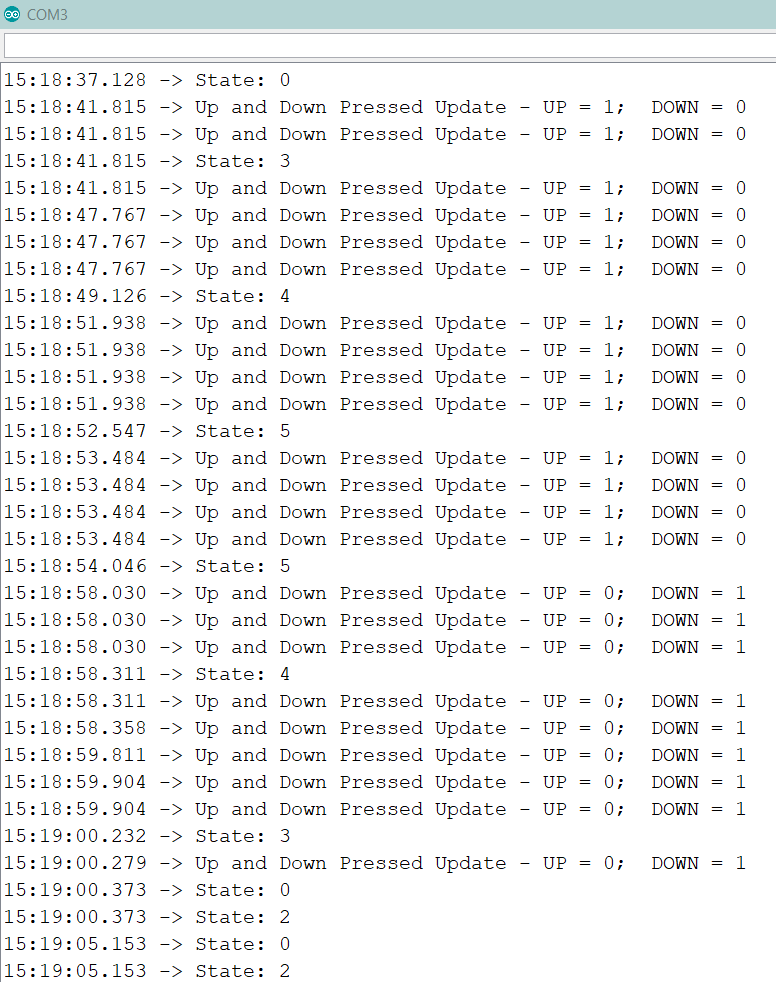 COM3
15:18:37.128 -> State: 0
15:18:41.815 -> Up and Down Pressed Update - UP = 1;  DOWN = 0
15:18:41.815 -> Up and Down Pressed Update - UP = 1;  DOWN = 0
15:18:41.815 -> State: 3
15:18:41.815 -> Up and Down Pressed Update - UP = 1;  DOWN = 0
15:18:47.767 -> Up and Down Pressed Update - UP = 1;  DOWN = 0
15:18:47.767 -> Up and Down Pressed Update - UP = 1;  DOWN = 0
15:18:47.767 -> Up and Down Pressed Update - UP = 1;  DOWN = 0
15:18:49.126 -> State: 4
15:18:51.938 -> Up and Down Pressed Update - UP = 1;  DOWN = 0
15:18:51.938 -> Up and Down Pressed Update - UP = 1;  DOWN = 0
15:18:51.938 -> Up and Down Pressed Update - UP = 1;  DOWN = 0
15:18:51.938 -> Up and Down Pressed Update - UP = 1;  DOWN = 0
15:18:52.547 -> State: 5
15:18:53.484 -> Up and Down Pressed Update - UP = 1;  DOWN = 0
15:18:53.484 -> Up and Down Pressed Update - UP = 1;  DOWN = 0
15:18:53.484 -> Up and Down Pressed Update - UP = 1;  DOWN = 0
15:18:53.484 -> Up and Down Pressed Update - UP = 1;  DOWN = 0
15:18:54.046 -> State: 5
15:18:58.030 -> Up and Down Pressed Update - UP = 0;  DOWN = 1
15:18:58.030 -> Up and Down Pressed Update - UP = 0;  DOWN = 1
15:18:58.030 -> Up and Down Pressed Update - UP = 0;  DOWN = 1
15:18:58.311 -> State: 4
15:18:58.311 -> Up and Down Pressed Update - UP = 0;  DOWN = 1
15:18:58.358 -> Up and Down Pressed Update - UP = 0;  DOWN = 1
15:18:59.811 -> Up and Down Pressed Update - UP = 0;  DOWN = 1
15:18:59.904 -> Up and Down Pressed Update - UP = 0;  DOWN = 1
15:18:59.904 -> Up and Down Pressed Update - UP = 0;  DOWN = 1
15:19:00.232 -> State: 3
15:19:00.279 -> Up and Down Pressed Update - UP = 0;  DOWN = 1
15:19:00.373 -> State: 0
15:19:00.373 -> State: 2
15:19:05.153 -> State: 0
15:19:05.153 -> State: 2